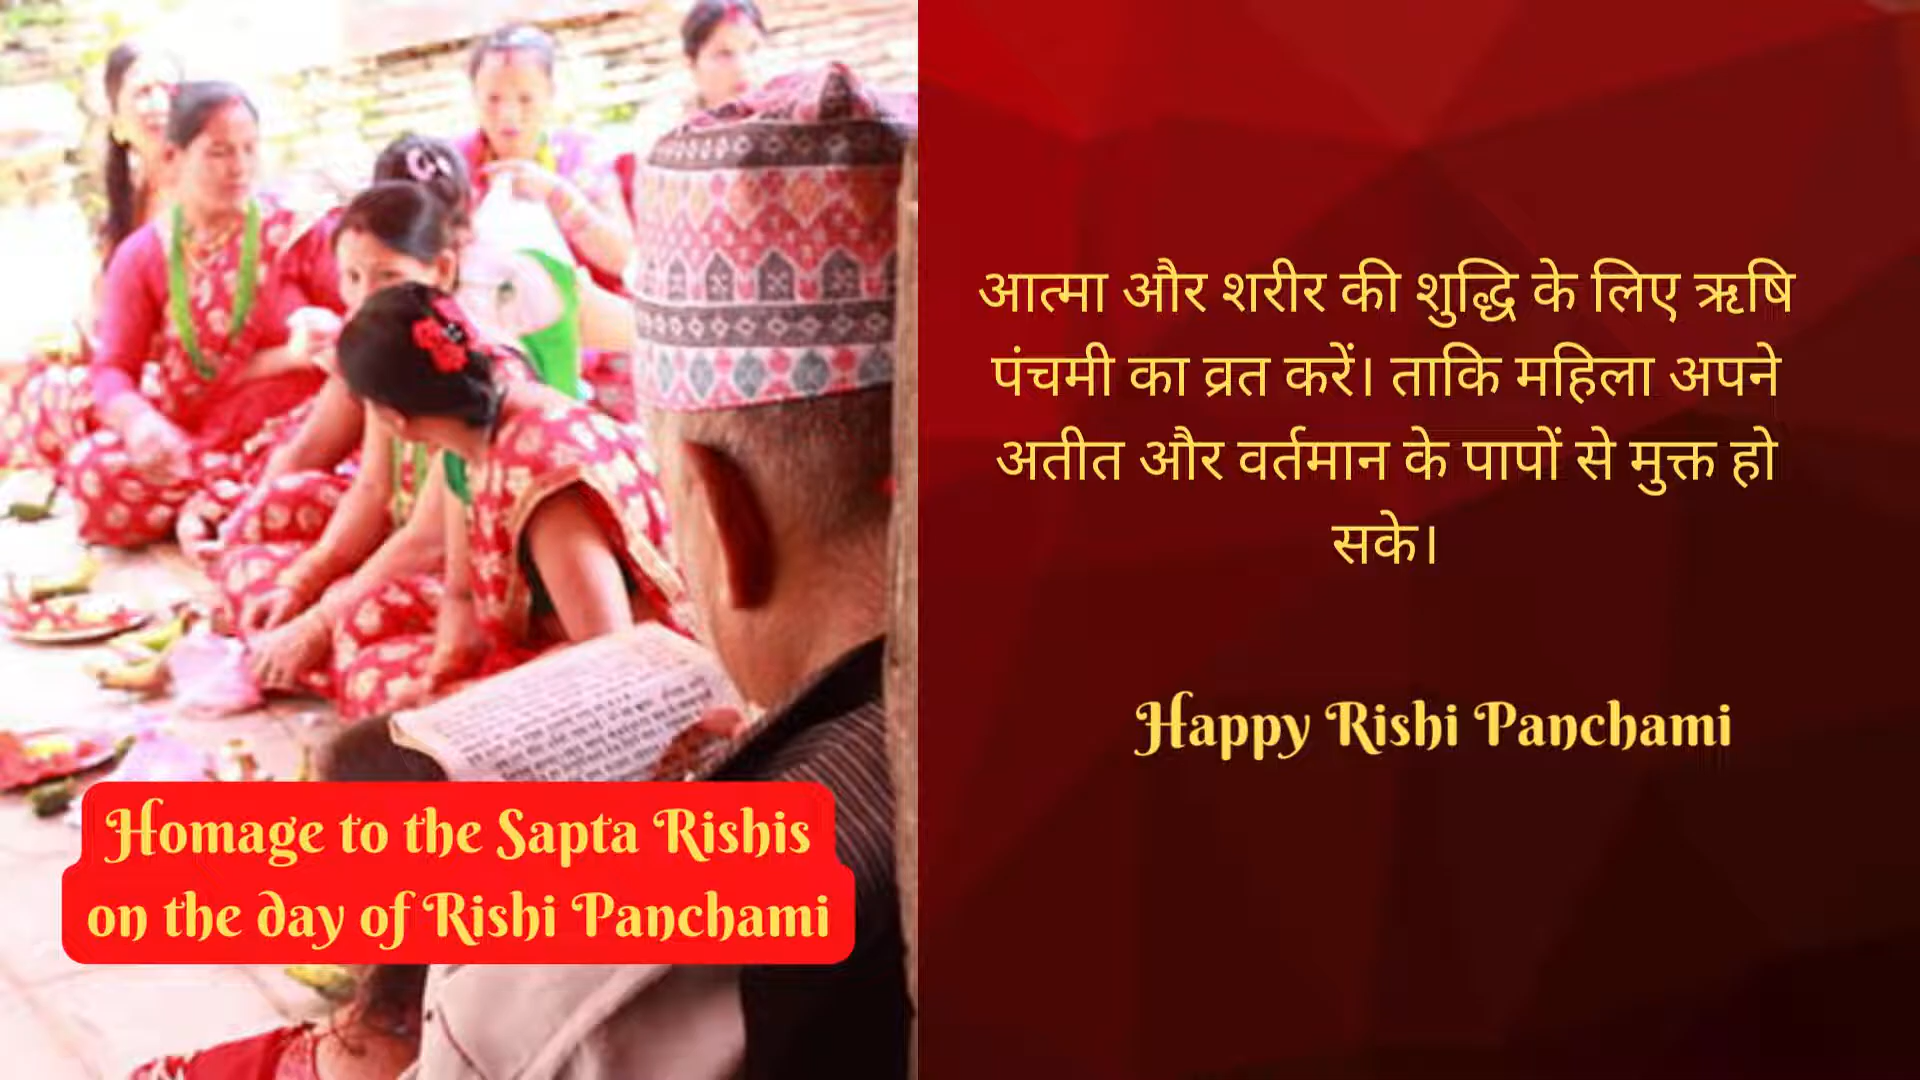 Homage to the Sapta Rishis
on the day of Rishi Panchami
आत्मा और शरीर की शुद्धि के लिए ऋषि
पंचमी का व्रत करें। ताकि महिला अपने
अतीत और वर्तमान के पापों से मुक्त हो
सके।
Happy Rishi Panchami